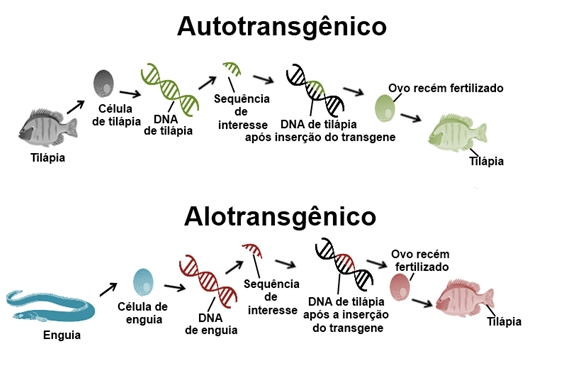 Autotransgênico
Tilápia
Célula
de tilápia
DNA
de tilápia
Sequência
de
interesse
DNA de tilápia
após inserção do transgene
Ovo recém fertilizado
Tilápia
Alotransgênico
Enguia
Célula de
enguia
DNA
de enguia
Sequência
de
interesse
DNA de tilápia
após a inserção
do transgene
Ovo recém
fertilizado
Tilápia